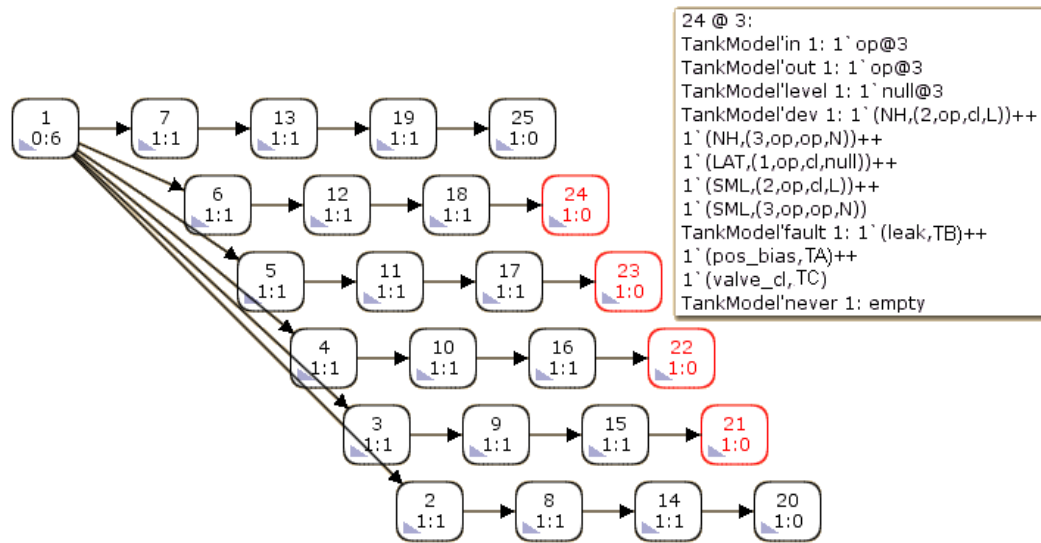 24 @ 3:
TankModel'in 1: 1`op@3
TankModel'out 1: 1`op@3
TankModel'level 1: 1`null@3
TankModel'dev 1: 1`(NH,(2,op,cl,L))++
1`(NH,(3,op,op,N))++
1`(LAT,(1,op,cl,null))++
1`(SML,(2,op,cl,L))++
1`(SML,(3,op,op,N))
TankModel'fault 1: 1`(leak,TB)++
1`(pos_bias,TA)++
1`(valve_cl,TC)
TankModel'never 1: empty
1 7 13 19 25
0:6 1:1 1:1 1:1 1:0
6 12 18 24
1:1 1:1 1:1 1:0
5 11 17 23
1:1 1:1 1:1 1:0
4 10 16 22
1:1 1:1 1:1 1:0
3 9 15 21
1:1 1:1 1:1 1:0
2 8 14 20
1:1 1:1 1:1 1:0